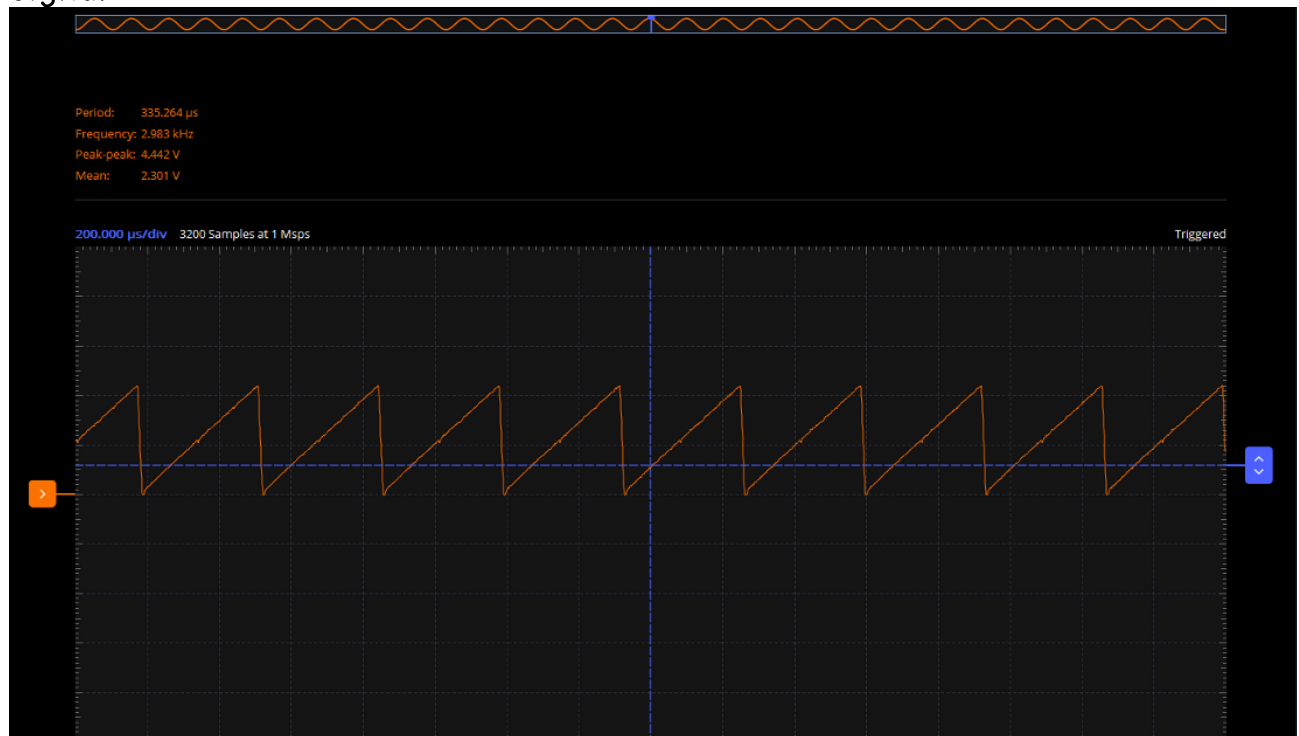 Period: 335.264 µs
Frequency: 2.983 kHz
Peak-peak: 4.442 V
Mean: 2.301 V
200.000 µs/div 3200 Samples at 1 Msps Triggered